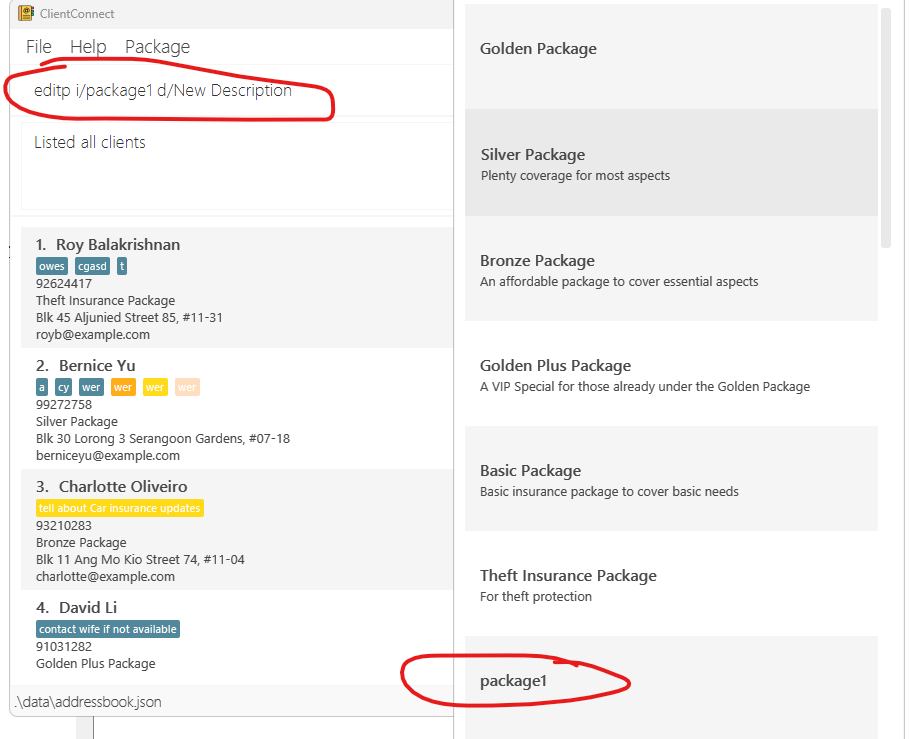 ClientConnect
File Help Package
editp i/package1 d/New Description
Listed all clients
1. Roy Balakrishnan
owes cgasd t
92624417
Theft Insurance Package
Blk 45 Aljunied Street 85, #11-31
royb@example.com
2. Bernice Yu
a cy wer wer wer wer
99272758
Silver Package
Blk 30 Lorong 3 Serangoon Gardens, #07-18
berniceyu@example.com
3. Charlotte Oliveiro
tell about Car insurance updates
93210283
Bronze Package
Blk 11 Ang Mo Kio Street 74, #11-04
charlotte@example.com
4. David Li
contact wife if not available
91031282
Golden Plus Package
.\data\addressbook.json
Golden Package
Silver Package
Plenty coverage for most aspects
Bronze Package
An affordable package to cover essential aspects
Golden Plus Package
A VIP Special for those already under the Golden Package
Basic Package
Basic insurance package to cover basic needs
Theft Insurance Package
For theft protection
package1